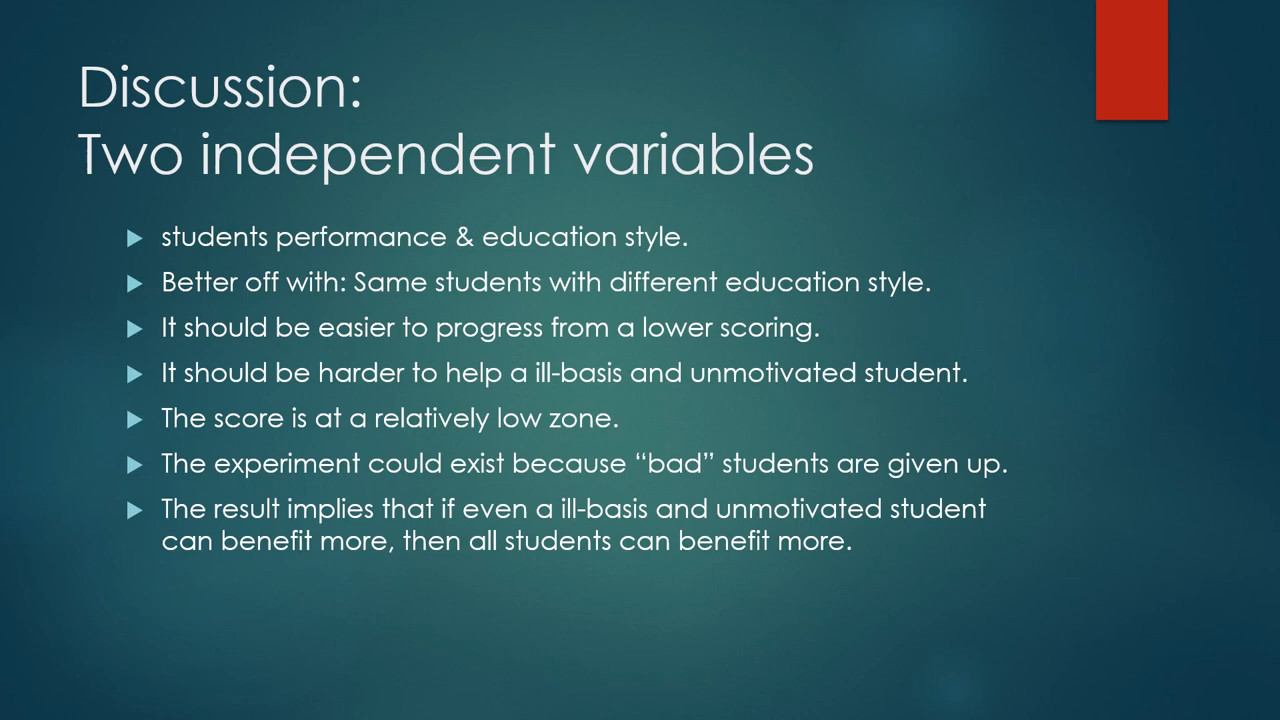 Discussion:
Two independent variables
students performance & education style.
Better off with: Same students with different education style.
It should be easier to progress from a lower scoring.
It should be harder to help a ill-basis and unmotivated student.
The score is at a relatively low zone.
The experiment could exist because “bad” students are given up.
The result implies that if even a ill-basis and unmotivated student
can benefit more, then all students can benefit more.